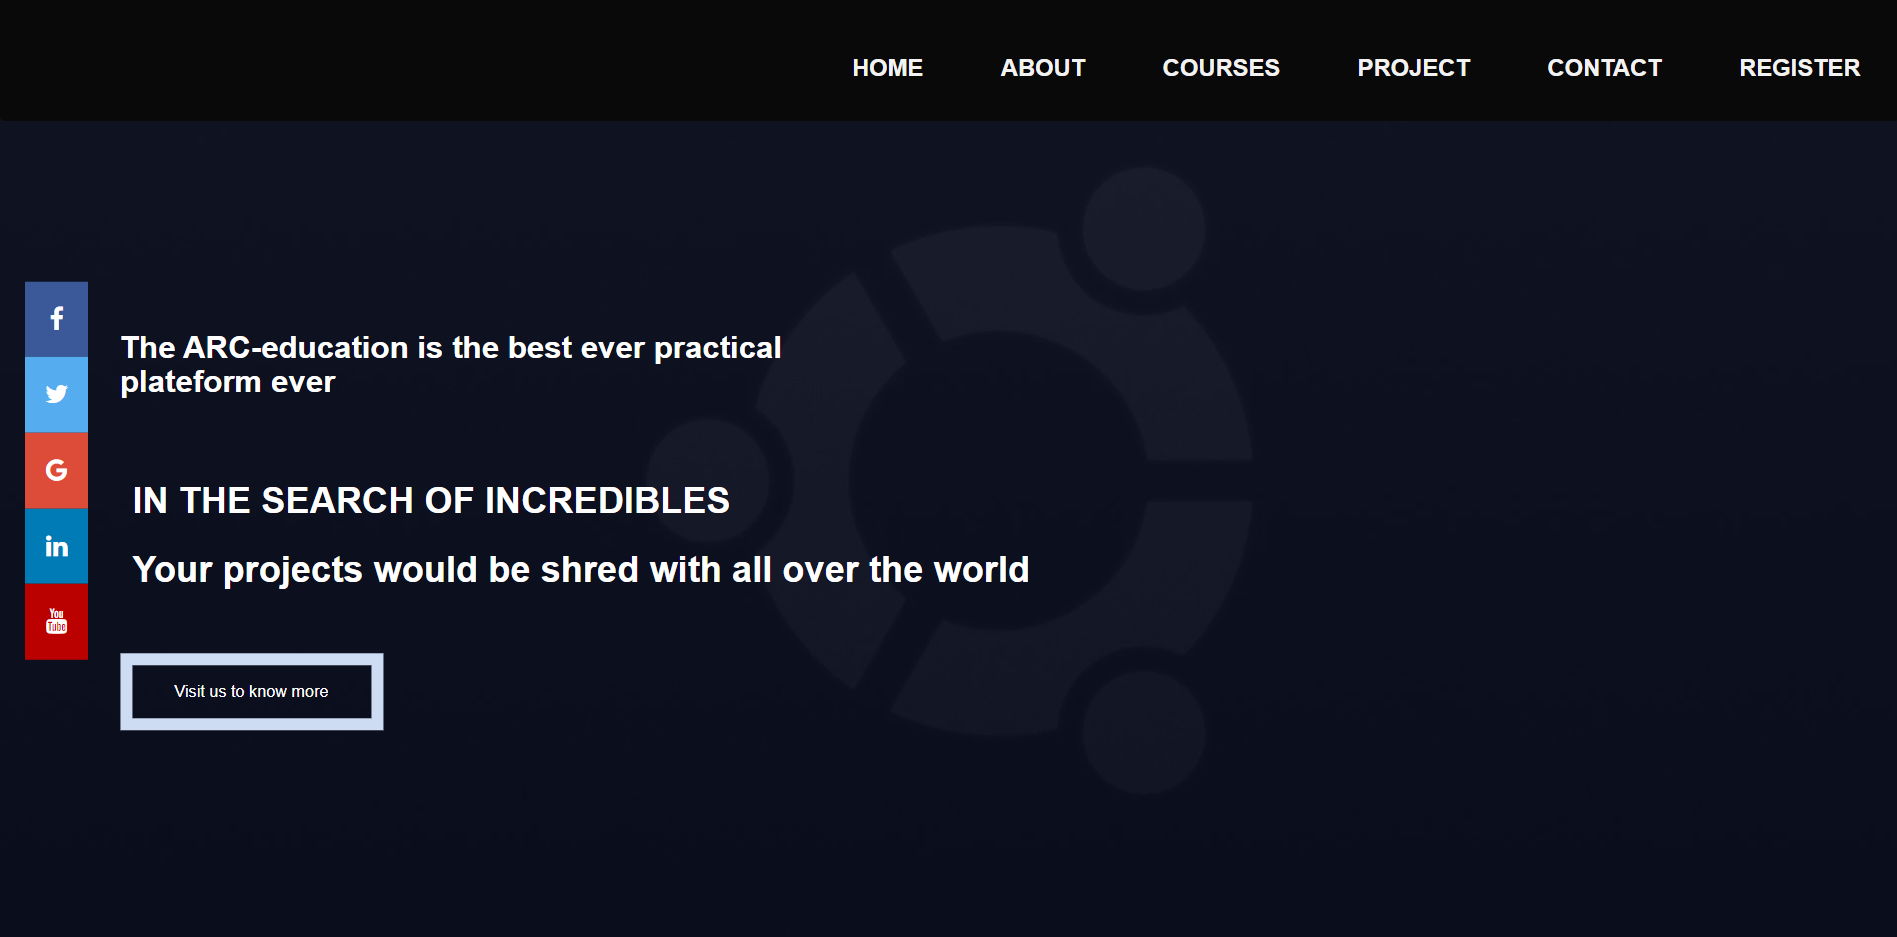 HOME ABOUT COURSES PROJECT CONTACT REGISTER
The ARC-education is the best ever practical
plateform ever
IN THE SEARCH OF INCREDIBLES
Your projects would be shred with all over the world
You
Tube
Visit us to know more